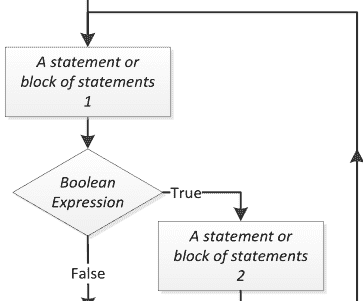 A statement or
block of statements
1
Boolean
Expression
True
A statement or
block of statements
2
False